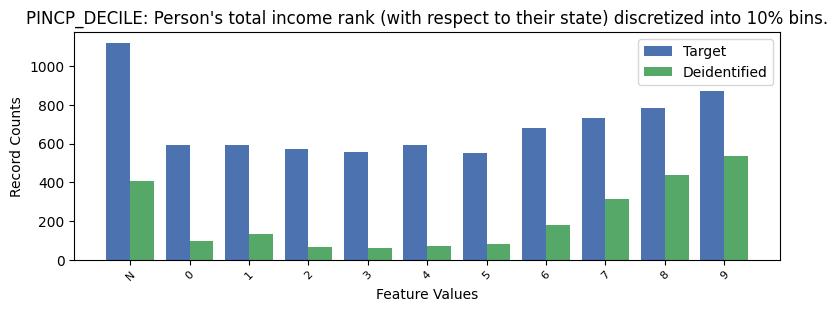 PINCP_DECILE: Person's total income rank (with respect to their state) discretized into 10% bins.
Target
Deidentified
Record Counts
1000
800
600
400
200
0
N 0 1 2 3 4 5 6 7 8 9
Feature Values